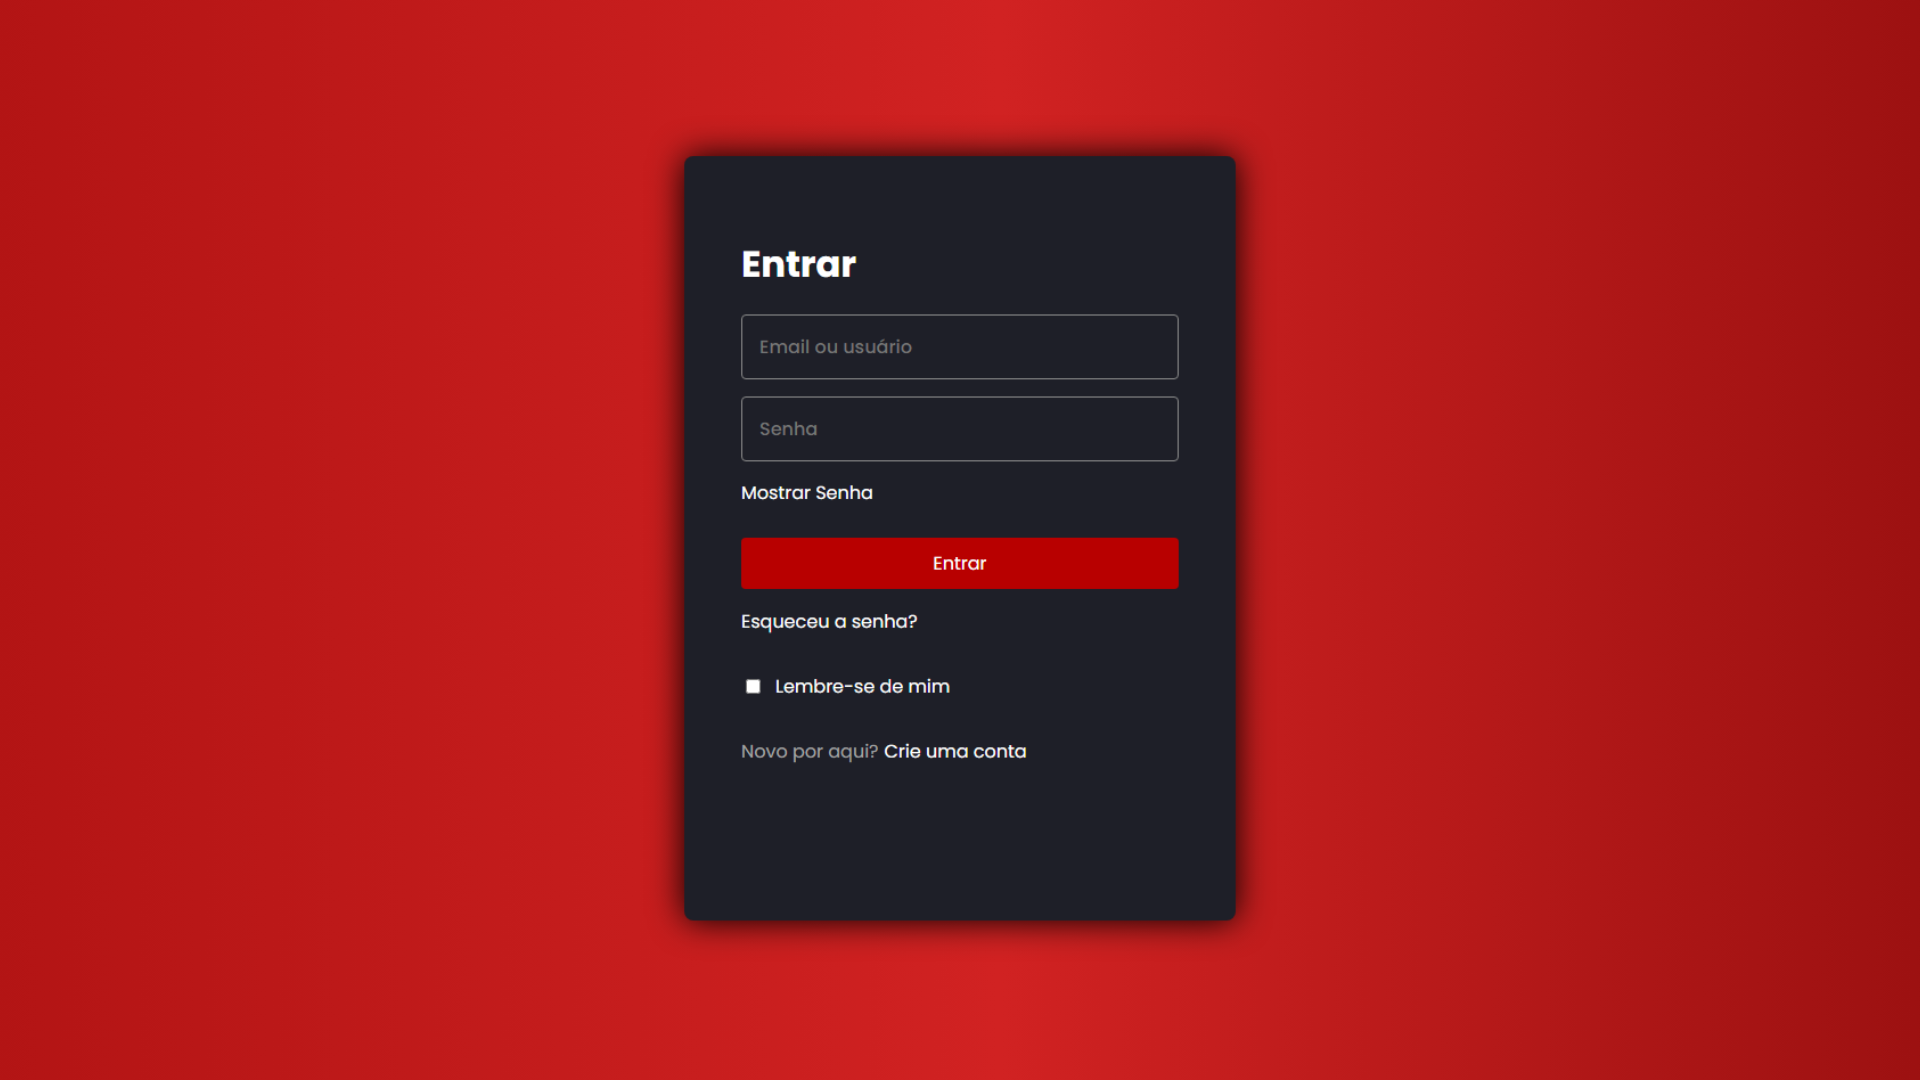 Entrar
Email ou usuário
Senha
Mostrar Senha
Entrar
Esqueceu a senha?
Lembre-se de mim
Novo por aqui? Crie uma conta